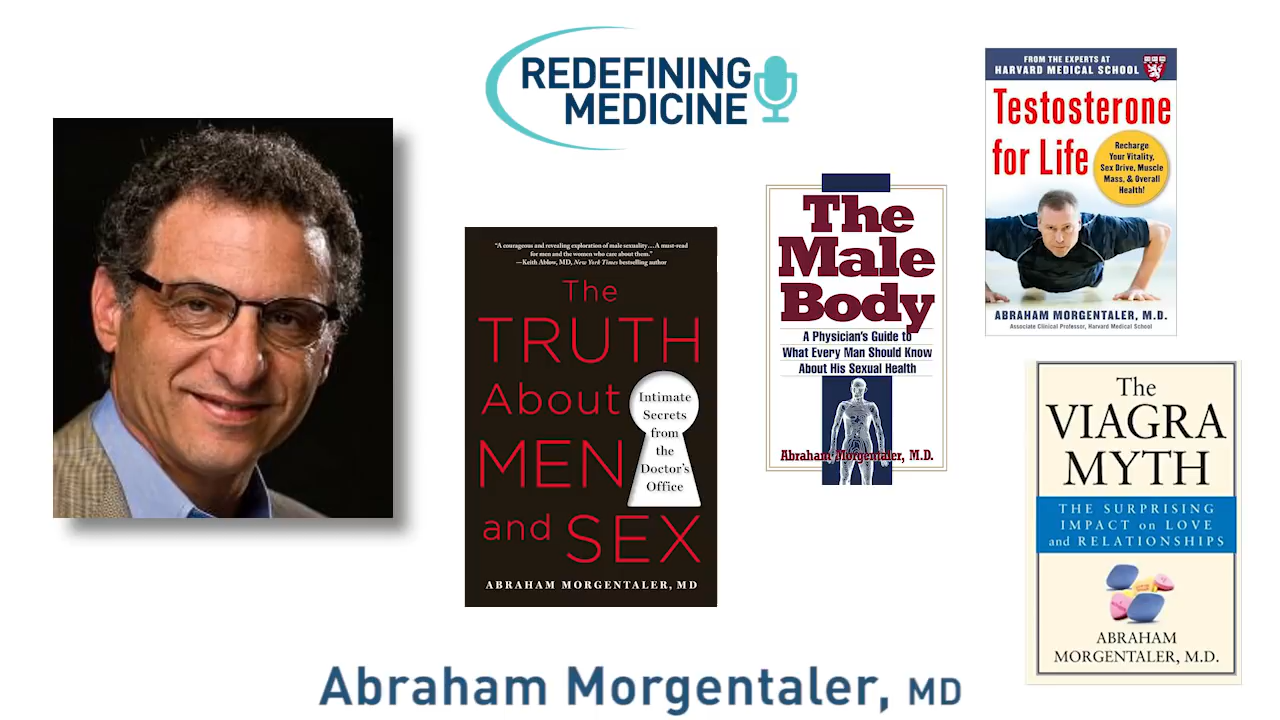 REDEFINING
MEDICINE
"A courageous and revealing exploration of male sexuality…A must-read
for men and the women who care about them."
—Keith Ablow, MD, New York Times bestselling author
The
TRUTH
About
MEN
and SEX
Intimate
Secrets
from
the
Doctor's
Office
ABRAHAM MORGENTALER, MD
The
Male
Body
A Physician's Guide to
What Every Man Should Know
About His Sexual Health
Abraham Morgentaler, M.D.
FROM THE EXPERTS AT
HARVARD MEDICAL SCHOOL
Testosterone
for Life
Recharge
Your Vitality,
Sex Drive, Muscle
Mass, & Overall
Health!
ABRAHAM MORGENTALER, M.D.
Associate Clinical Professor, Harvard Medical School
The
VIAGRA
MYTH
THE SURPRISING
IMPACT on LOVE
and RELATIONSHIPS
ABRAHAM
MORGENTALER, M.D.
Abraham Morgentaler, MD